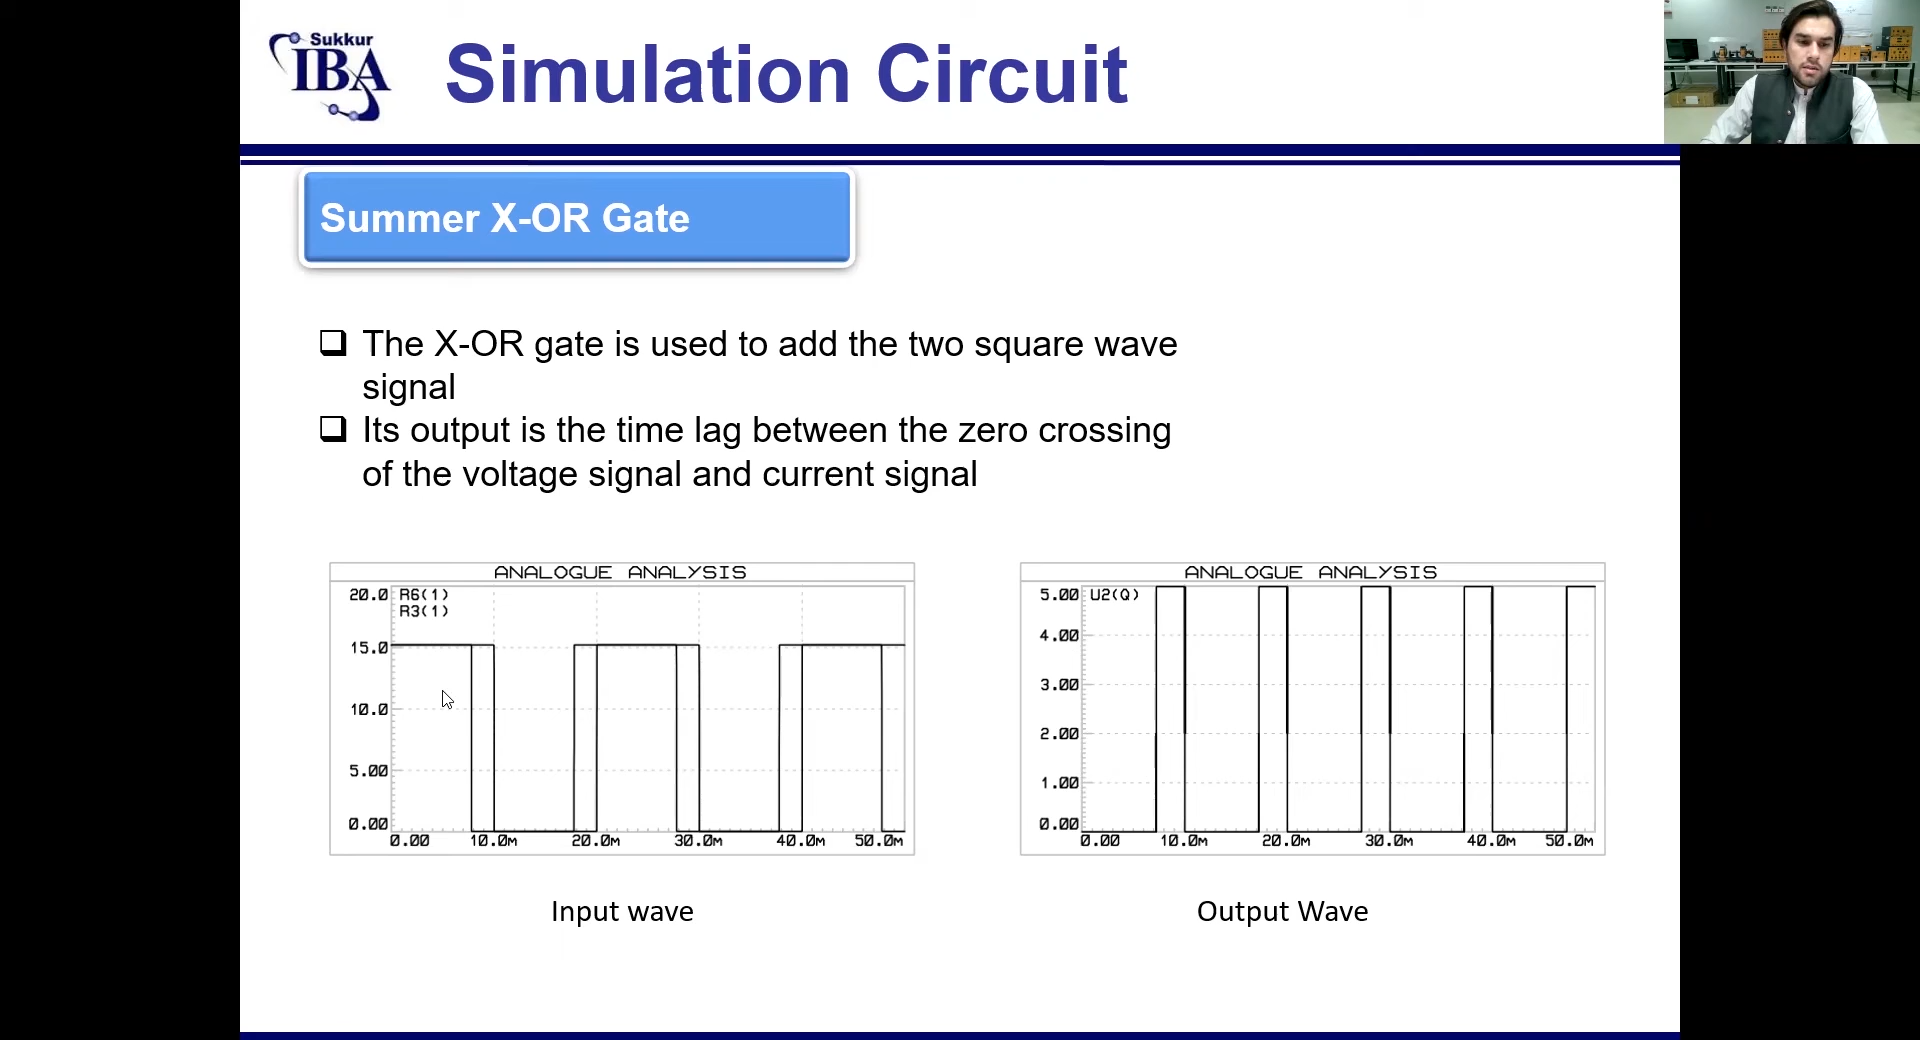 Sukkur
IBA
Simulation Circuit
Summer X-OR Gate
The X-OR gate is used to add the two square wave
signal
Its output is the time lag between the zero crossing
of the voltage signal and current signal
ANALOGUE ANALYSIS
20.0
R6(1)
R3(1)
15.0
10.0
5.00
0.00
0.00 10.0m 20.0m 30.0m 40.0m 50.0m
Input wave
ANALOGUE ANALYSIS
5.00
U2(Q)
4.00
3.00
2.00
1.00
0.00
0.00 10.0m 20.0m 30.0m 40.0m 50.0m
Output Wave